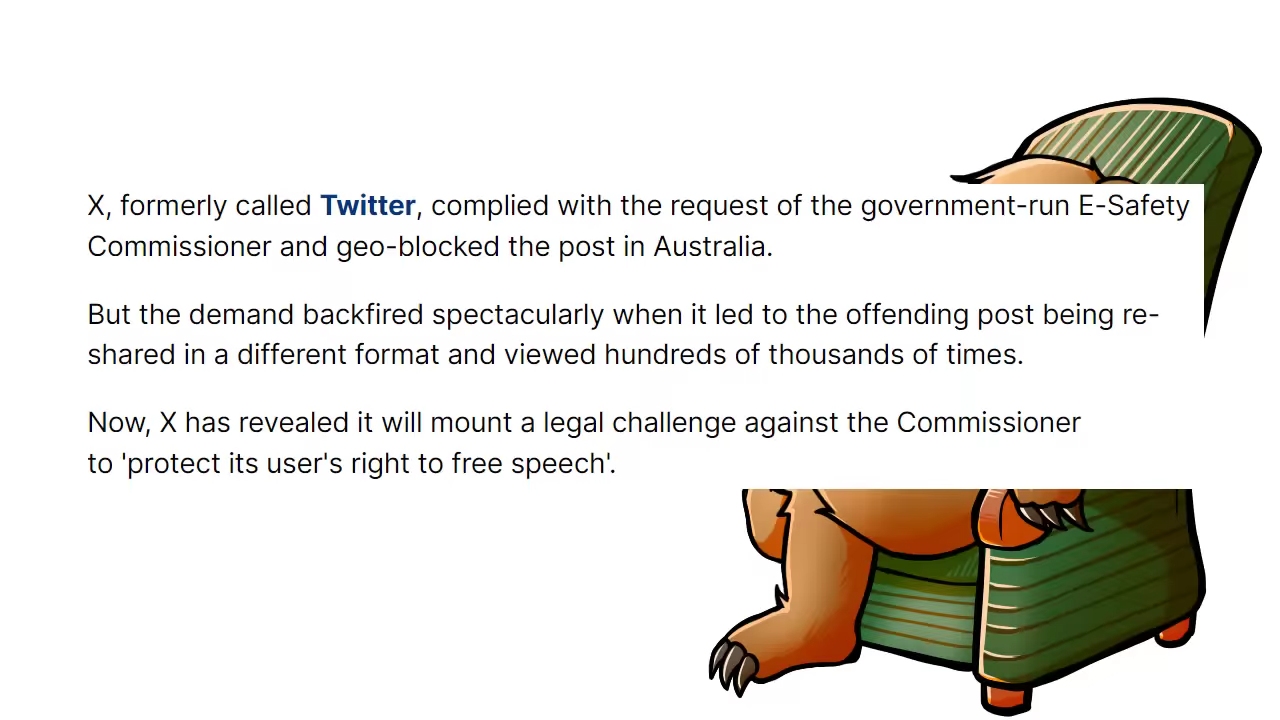 X, formerly called Twitter, complied with the request of the government-run E-Safety
Commissioner and geo-blocked the post in Australia.
But the demand backfired spectacularly when it led to the offending post being re-
shared in a different format and viewed hundreds of thousands of times.
Now, X has revealed it will mount a legal challenge against the Commissioner
to 'protect its user's right to free speech'.